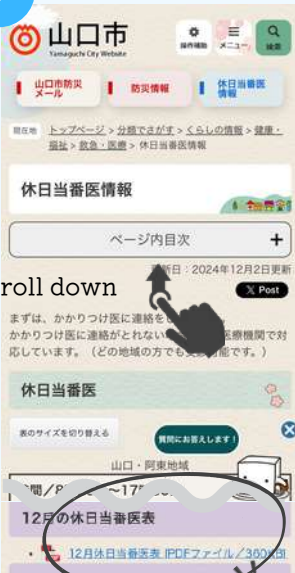 山口市
Yamaguchi City Website
操作補助
メニュー
検索
山口市防災
メール
防災情報
休日当番医
情報
現在地
トップページ > 分類でさがす > くらしの情報 > 健康・
福祉 > 救急・医療 > 休日当番医情報
休日当番医情報
ページ内目次
+
新日：2024年12月2日更新
roll down
X Post
まずは、かかりつけ医に連絡を
かかりつけ医に連絡がとれない 医療機関で対
応しています。（どの地域の方でも 可能です。）
休日当番医
表のサイズを切り替える
質問にお答えします！
山口・阿東地域
12月の休日当番医表
12月休日当番医表 [PDFファイル／360KB]